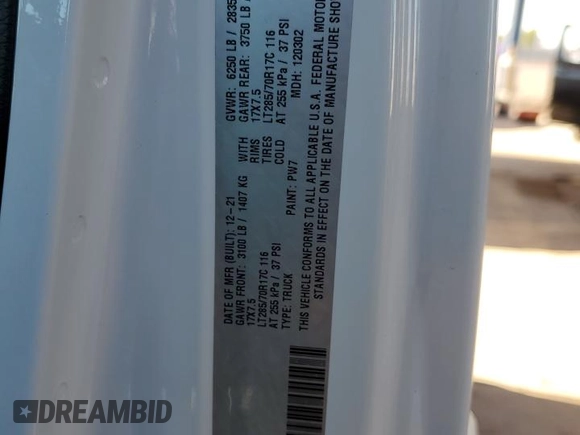 DATE OF MFR (BUILT): 12-21 GVWR: 6250 LB / 2835
GAWR FRONT: 3100 LB / 1407 KG WITH GAWR REAR: 3750 LB /
17X7.5 RIMS 17X7.5
LT285/70R17C 116 TIRES LT285/70R17C 116
AT 255 kPa / 37 PSI COLD AT 255 kPa / 37 PSI
TYPE: TRUCK PAINT: PW7 MDH: 120302
THIS VEHICLE CONFORMS TO ALL APPLICABLE U.S.A. FEDERAL MOTOR
STANDARDS IN EFFECT ON THE DATE OF MANUFACTURE SHO
DREAMBID